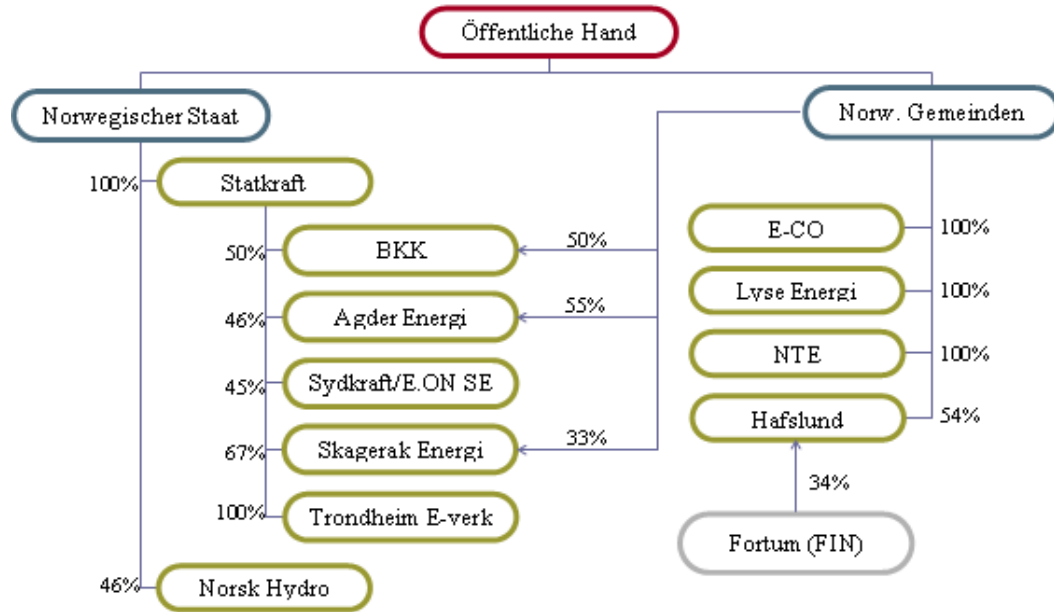 Öffentliche Hand
Norwegischer Staat
Norw. Gemeinden
100%
Statkraft
50%
BKK
50%
E-CO
100%
46%
Agder Energi
55%
Lyse Energi
100%
45%
Sydkraft/E.ON SE
NTE
100%
67%
Skagerak Energi
33%
Hafslund
54%
34%
100%
Trondheim E-verk
Fortum (FIN)
46%
Norsk Hydro